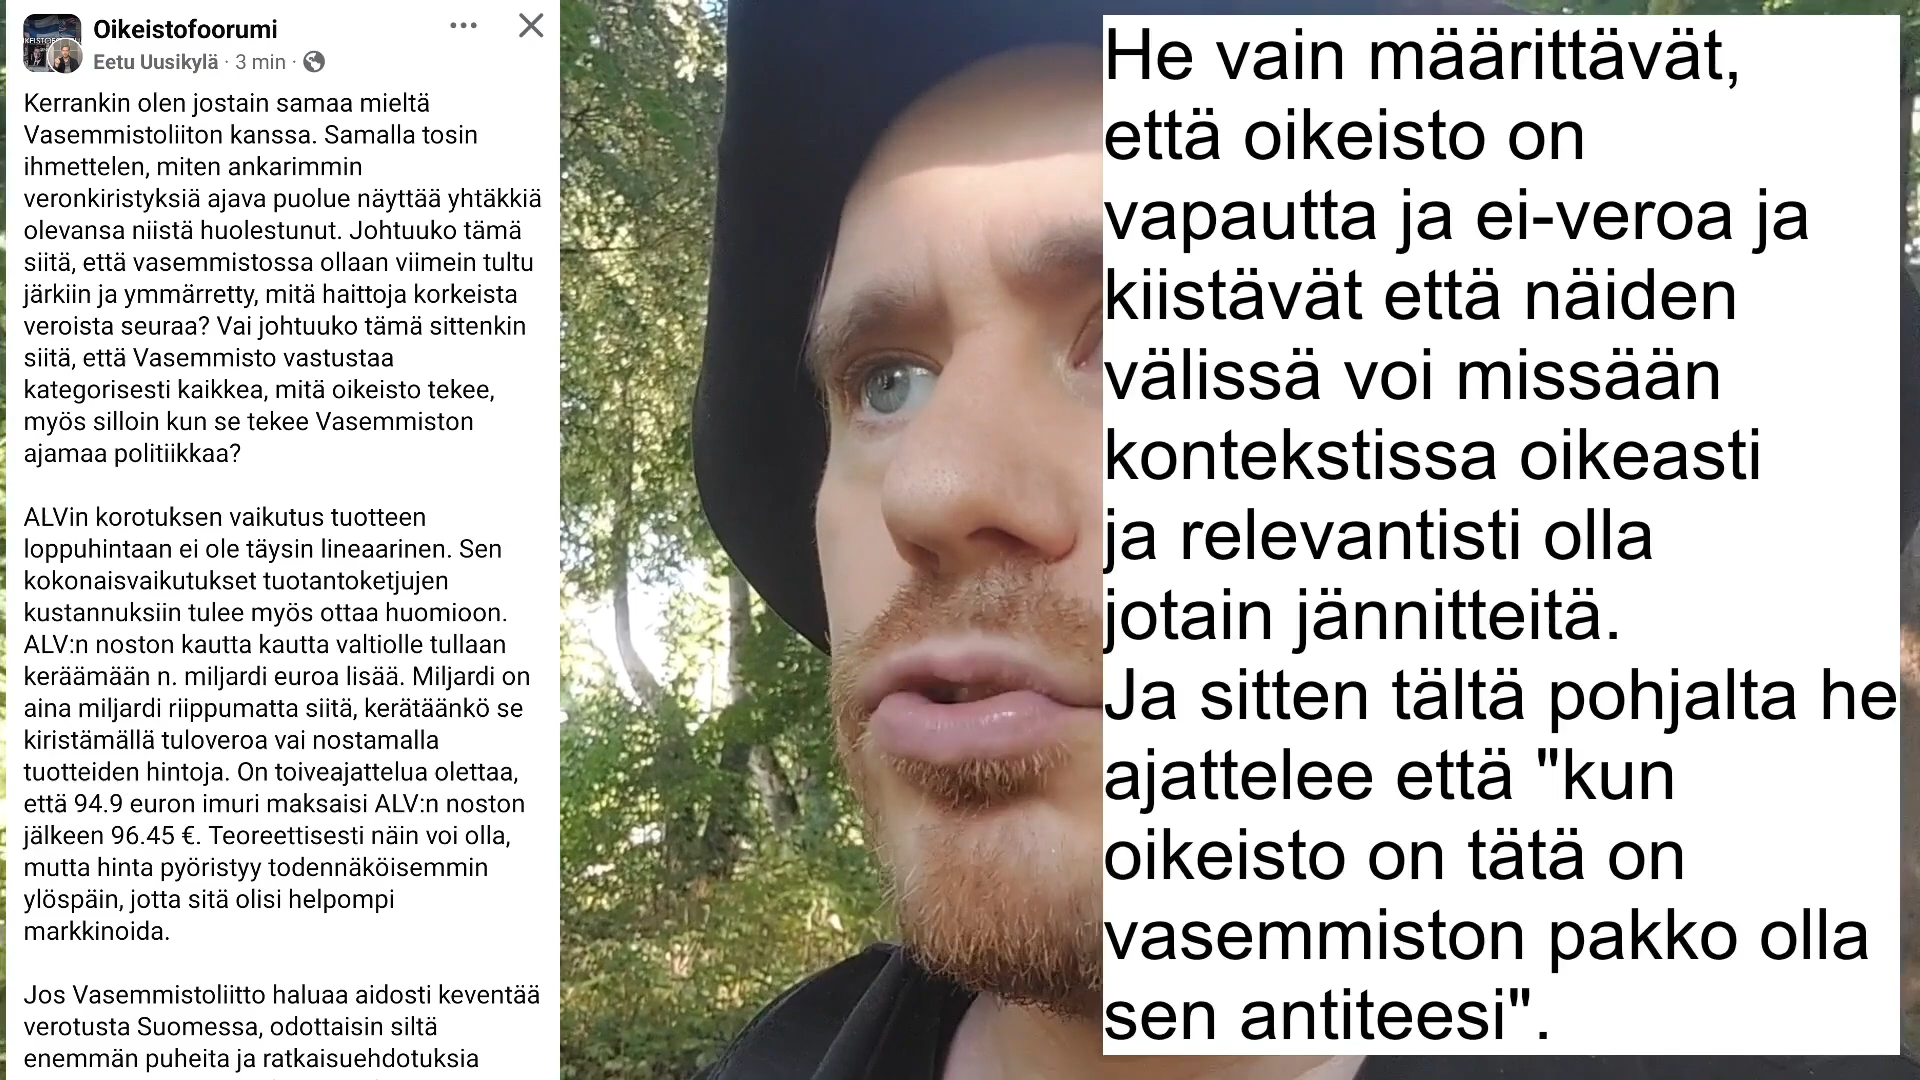 Oikeistofoorumi
Eetu Uusikylä · 3 min ·
Kerrankin olen jostain samaa mieltä
Vasemmistoliiton kanssa. Samalla tosin
ihmettelen, miten ankarimmin
veronkiristyksiä ajava puolue näyttää yhtäkkiä
olevansa niistä huolestunut. Johtuuko tämä
siitä, että vasemmistossa ollaan viimein tultu
järkiin ja ymmärretty, mitä haittoja korkeista
veroista seuraa? Vai johtuuko tämä sittenkin
siitä, että Vasemmisto vastustaa
kategorisesti kaikkea, mitä oikeisto tekee,
myös silloin kun se tekee Vasemmiston
ajamaa politiikkaa?
ALVin korotuksen vaikutus tuotteen
loppuhintaan ei ole täysin lineaarinen. Sen
kokonaisvaikutukset tuotantoketjujen
kustannuksiin tulee myös ottaa huomioon.
ALV:n noston kautta kautta valtiolle tullaan
keräämään n. miljardi euroa lisää. Miljardi on
aina miljardi riippumatta siitä, kerätäänkö se
kiristämällä tuloveroa vai nostamalla
tuotteiden hintoja. On toiveajattelua olettaa,
että 94.9 euron imuri maksaisi ALV:n noston
jälkeen 96.45 €. Teoreettisesti näin voi olla,
mutta hinta pyöristyy todennäköisemmin
ylöspäin, jotta sitä olisi helpompi
markkinoida.
Jos Vasemmistoliitto haluaa aidosti keventää
verotusta Suomessa, odottaisin siltä
enemmän puheita ja ratkaisuehdotuksia
He vain määrittävät,
että oikeisto on
vapautta ja ei-veroa ja
kiistävät että näiden
välissä voi missään
kontekstissa oikeasti
ja relevantisti olla
jotain jännitteitä.
Ja sitten tältä pohjalta he
ajattelee että "kun
oikeisto on tätä on
vasemmiston pakko olla
sen antiteesi".